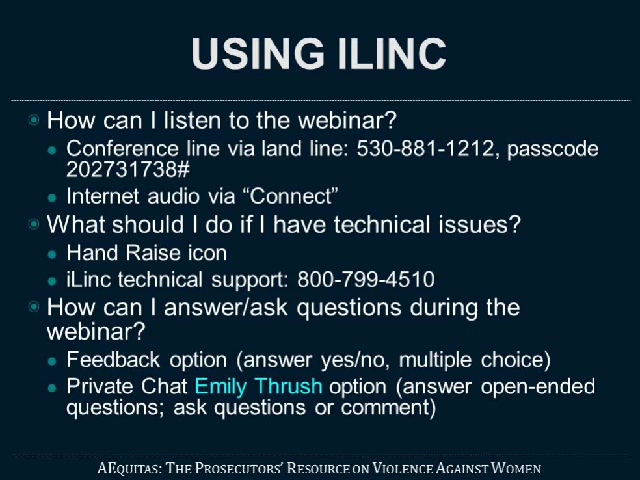 USING ILINC
How can I listen to the webinar?
Conference line via land line: 530-881-1212, passcode
202731738#
Internet audio via “Connect”
What should I do if I have technical issues?
Hand Raise icon
iLinc technical support: 800-799-4510
How can I answer/ask questions during the
webinar?
Feedback option (answer yes/no, multiple choice)
Private Chat Emily Thrush option (answer open-ended
questions; ask questions or comment)
AEQUITAS: THE PROSECUTORS’ RESOURCE ON VIOLENCE AGAINST WOMEN